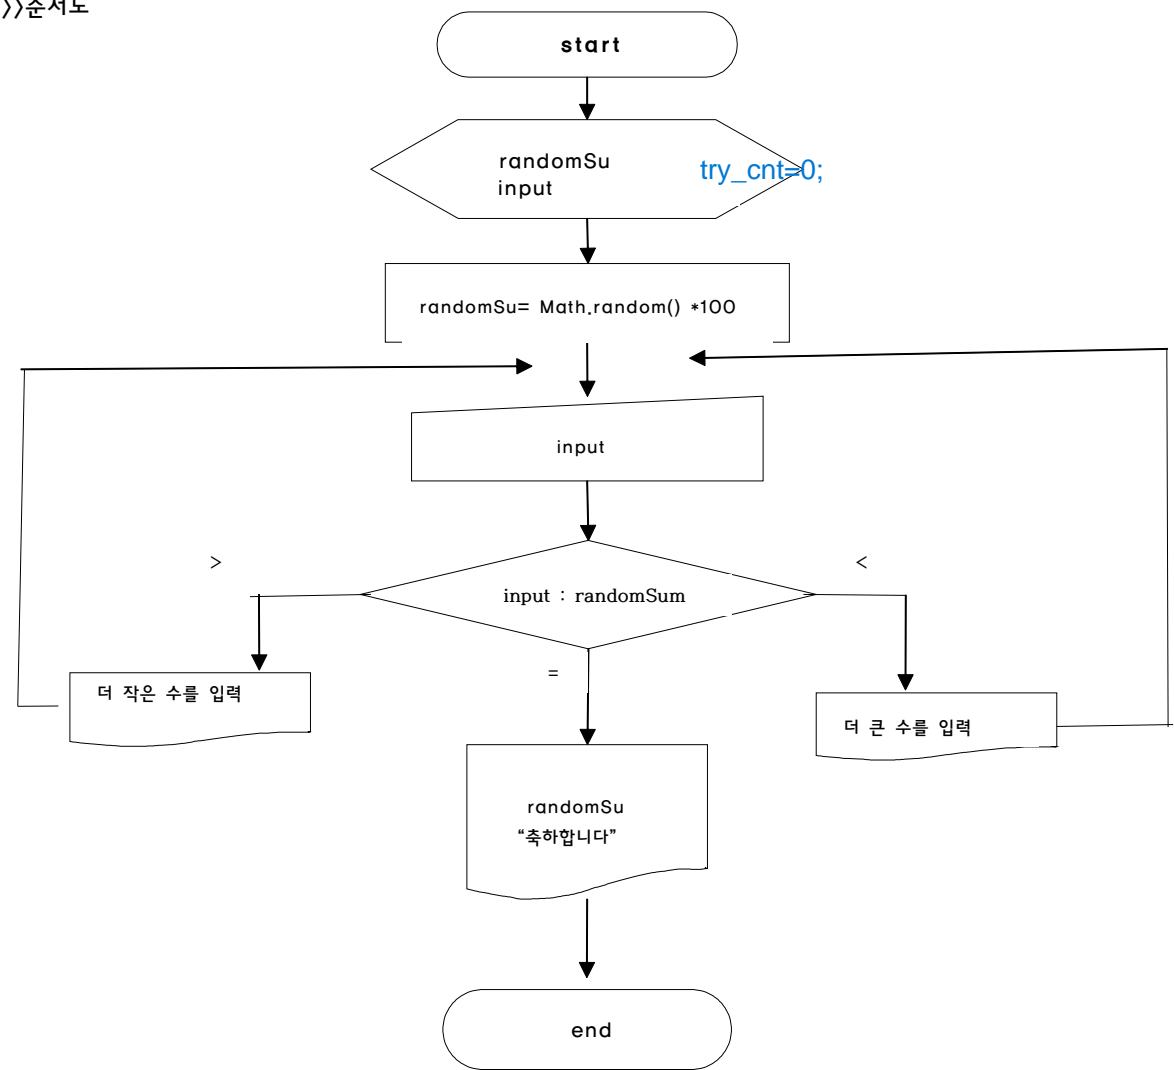 >>순서도
start
randomSu
input
try_cnt=0;
randomSu= Math.random() *100
input
>
<
input : randomSum
=
더 작은 수를 입력
더 큰 수를 입력
randomSu
“축하합니다”
end